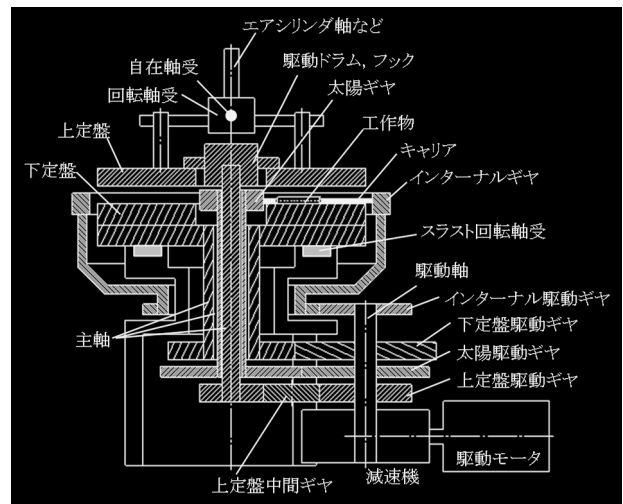 エアシリンダ軸など
自在軸受
駆動ドラム, フック
回転軸受
太陽ギヤ
工作物
上定盤
キャリア
下定盤
インターナルギヤ
スラスト回転軸受
駆動軸
インターナル駆動ギヤ
主軸
下定盤駆動ギヤ
太陽駆動ギヤ
上定盤駆動ギヤ
駆動モータ
減速機
上定盤中間ギヤ